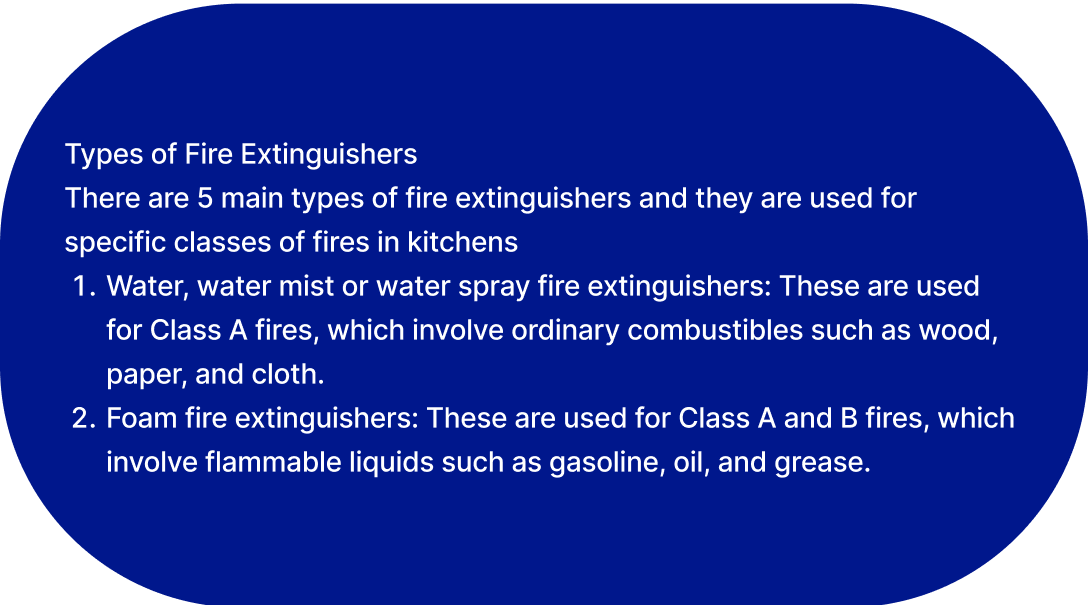 Types of Fire Extinguishers
There are 5 main types of fire extinguishers and they are used for
specific classes of fires in kitchens
1. Water, water mist or water spray fire extinguishers: These are used
for Class A fires, which involve ordinary combustibles such as wood,
paper, and cloth.
2. Foam fire extinguishers: These are used for Class A and B fires, which
involve flammable liquids such as gasoline, oil, and grease.